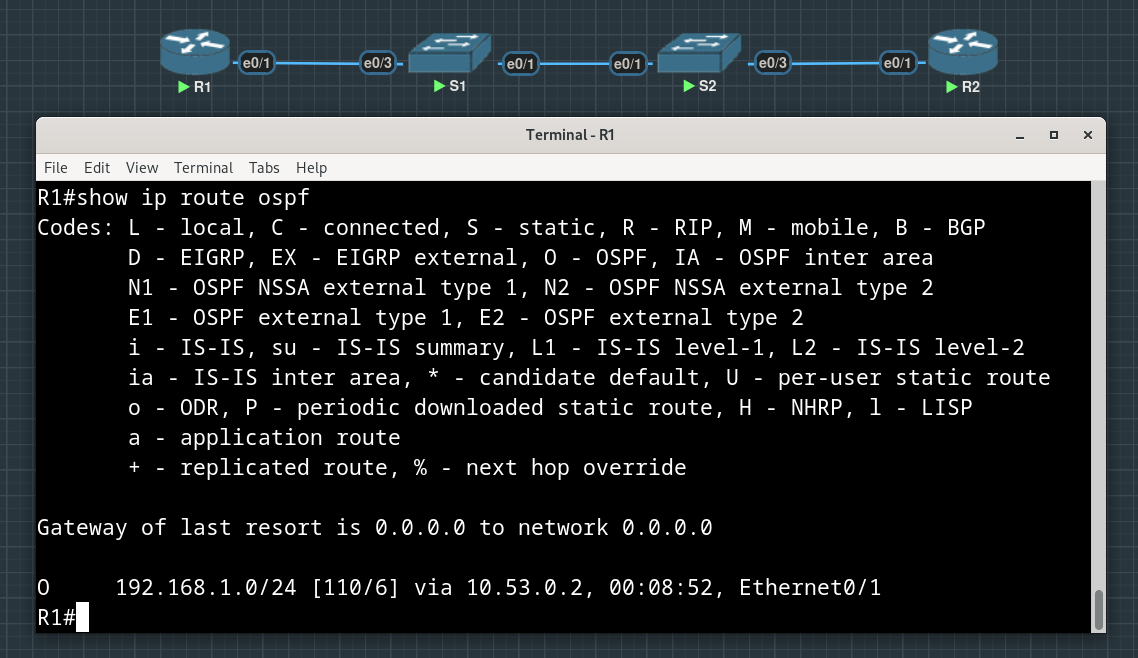 e0/1 e0/3 e0/1 e0/1 e0/3 e0/1
R1 S1 S2 R2
Terminal - R1
File Edit View Terminal Tabs Help
R1#show ip route ospf
Codes: L - local, C - connected, S - static, R - RIP, M - mobile, B - BGP
       D - EIGRP, EX - EIGRP external, O - OSPF, IA - OSPF inter area
       N1 - OSPF NSSA external type 1, N2 - OSPF NSSA external type 2
       E1 - OSPF external type 1, E2 - OSPF external type 2
       i - IS-IS, su - IS-IS summary, L1 - IS-IS level-1, L2 - IS-IS level-2
       ia - IS-IS inter area, * - candidate default, U - per-user static route
       o - ODR, P - periodic downloaded static route, H - NHRP, l - LISP
       a - application route
       + - replicated route, % - next hop override
Gateway of last resort is 0.0.0.0 to network 0.0.0.0
O     192.168.1.0/24 [110/6] via 10.53.0.2, 00:08:52, Ethernet0/1
R1#